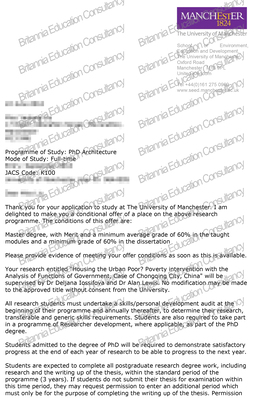 MANCHESTER
1824
The University of Manchester
School of Environment,
Education and Development
The University of Manchester
Oxford Road
Manchester
United Kingdom
www.seed.manchester.ac.uk
Britannia Education Consultancy
Programme of Study: PhD Architecture
Mode of Study: Full-time
JACS Code: K100
Thank you for your application to study at The University of Manchester. I am
delighted to make you a conditional offer of a place on the above research
programme. The conditions of this offer are:
Master degree, with Merit and a minimum average grade of 60% in the taught
modules and a minimum grade of 60% in the dissertation
Please provide evidence of meeting your offer conditions as soon as this is available.
Your research entitled "Housing the Urban Poor? Poverty intervention with the
Analysis of Functions of Government, Case of Chongqing City, China" will be
supervised by Dr Deljana Iossifova and Dr Alan Lewis. No modification may be made
to the approved title without consent from the University.
All research students must undertake a skills/personal development audit at the
beginning of their programme and annually thereafter, to determine their research,
transferable and generic skills requirements. Students are also required to take part
in a programme of Researcher development, where applicable, as part of the PhD
degree.
Students admitted to the degree of PhD will be required to demonstrate satisfactory
progress at the end of each year of research to be able to progress to the next year.
Students are expected to complete all postgraduate research degree work, including
research and the writing up of the thesis, within the standard period of the
programme (3 years). If students do not submit their thesis for examination within
this time period, they may request permission to enter an additional period which
must only be for the purpose of completing the writing up of the thesis. Permission